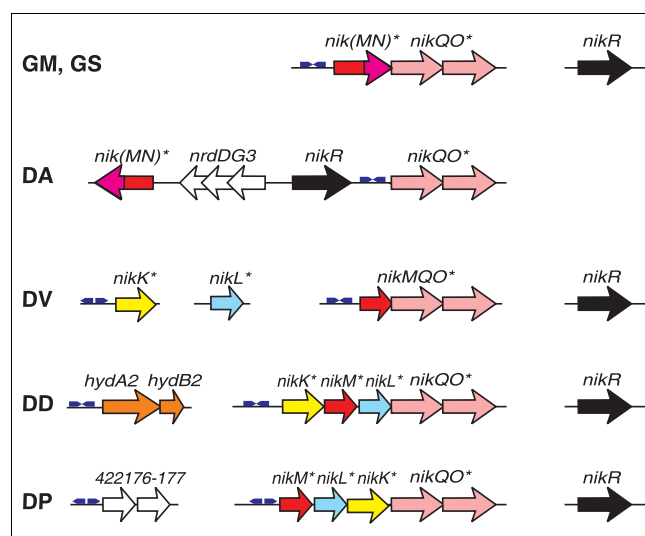 nik(MN)* nikQO* nikR
GM, GS
nik(MN)* nrdDG3 nikR nikQO*
DA
nikK* nikL* nikMQO* nikR
DV
hydA2 hydB2 nikK* nikM* nikL* nikQO* nikR
DD
422176-177 nikM* nikL* nikK* nikQO* nikR
DP